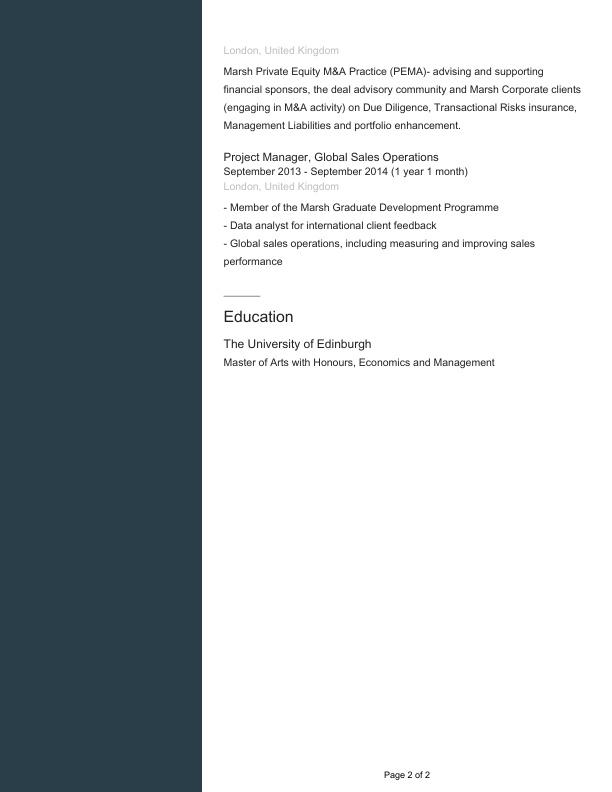 London, United Kingdom
Marsh Private Equity M&A Practice (PEMA)- advising and supporting
financial sponsors, the deal advisory community and Marsh Corporate clients
(engaging in M&A activity) on Due Diligence, Transactional Risks insurance,
Management Liabilities and portfolio enhancement.
Project Manager, Global Sales Operations
September 2013 - September 2014 (1 year 1 month)
London, United Kingdom
- Member of the Marsh Graduate Development Programme
- Data analyst for international client feedback
- Global sales operations, including measuring and improving sales
performance
Education
The University of Edinburgh
Master of Arts with Honours, Economics and Management
Page 2 of 2